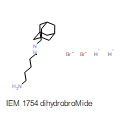 N
N
Br⁻ Br⁻ H⁺ H⁺
H₂N
IEM 1754 dihydrobroMide